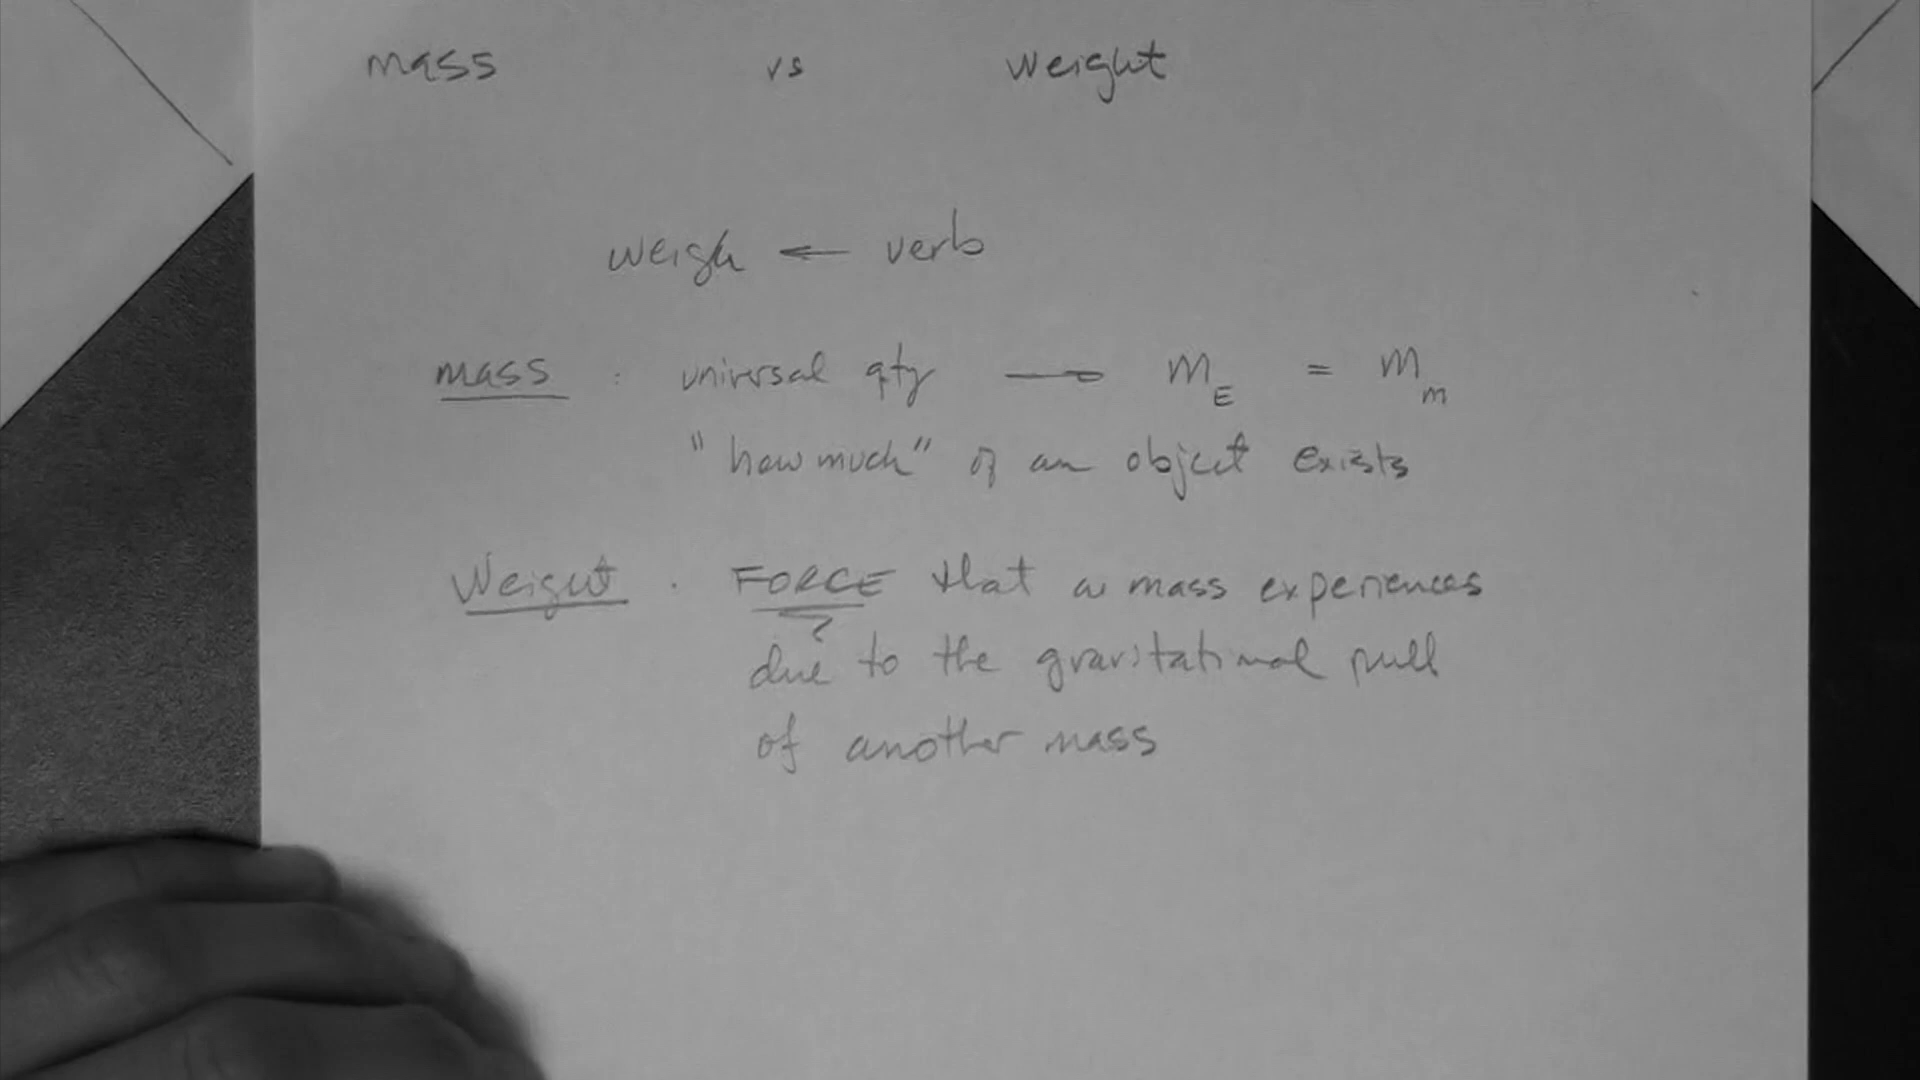 mass vs weight
weigh ← verb
mass : universal qty → m_E = m_m
"how much" of an object exists
Weight . FORCE that a mass experiences
due to the gravitational pull
of another mass